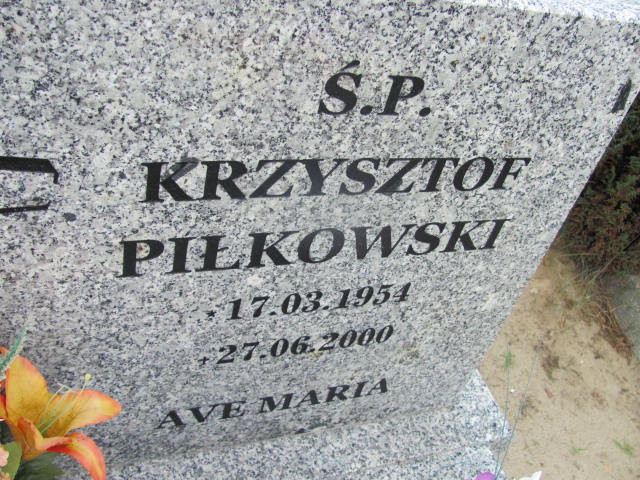 Ś.P.
KRZYSZTOF
PIŁKOWSKI
* 17.03.1954
+ 27.06.2000
AVE MARIA